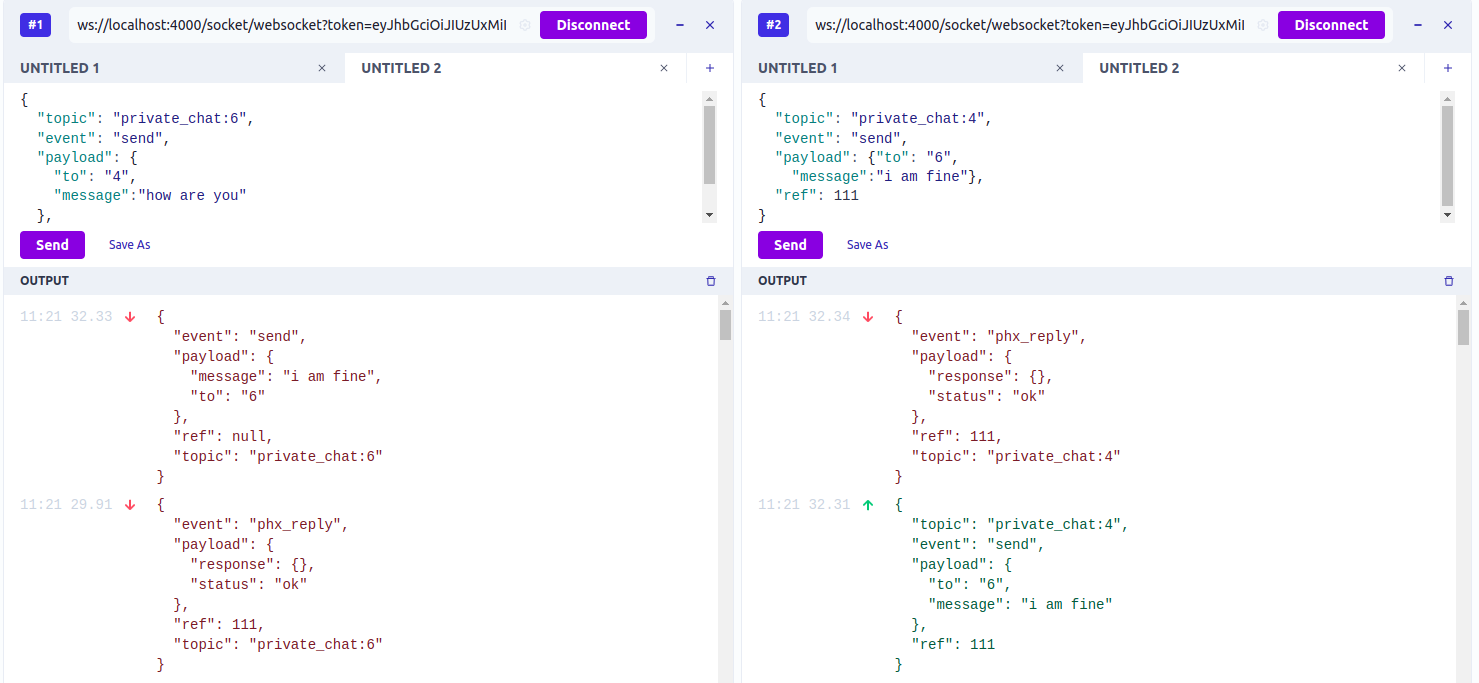 #1 ws://localhost:4000/socket/websocket?token=eyJhbGciOiJIUzUxMiI Disconnect
UNTITLED 1 UNTITLED 2
{
"topic": "private_chat:6",
"event": "send",
"payload": {
"to": "4",
"message":"how are you"
},
Send Save As
OUTPUT
11:21 32.33 {
"event": "send",
"payload": {
"message": "i am fine",
"to": "6"
},
"ref": null,
"topic": "private_chat:6"
}
11:21 29.91 {
"event": "phx_reply",
"payload": {
"response": {},
"status": "ok"
},
"ref": 111,
"topic": "private_chat:6"
}
#2 ws://localhost:4000/socket/websocket?token=eyJhbGciOiJIUzUxMiI Disconnect
UNTITLED 1 UNTITLED 2
{
"topic": "private_chat:4",
"event": "send",
"payload": {"to": "6",
"message":"i am fine"},
"ref": 111
}
Send Save As
OUTPUT
11:21 32.34 {
"event": "phx_reply",
"payload": {
"response": {},
"status": "ok"
},
"ref": 111,
"topic": "private_chat:4"
}
11:21 32.31 {
"topic": "private_chat:4",
"event": "send",
"payload": {
"to": "6",
"message": "i am fine"
},
"ref": 111
}